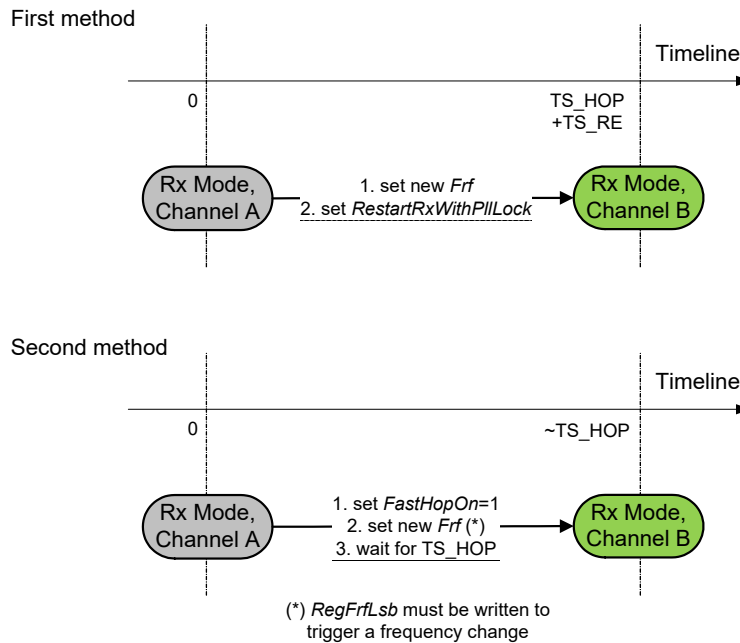 First method
Timeline
0
TS_HOP
+TS_RE
Rx Mode,
Channel A
1. set new Frf
2. set RestartRxWithPllLock
Rx Mode,
Channel B
Second method
Timeline
0
~TS_HOP
Rx Mode,
Channel A
1. set FastHopOn=1
2. set new Frf (*)
3. wait for TS_HOP
Rx Mode,
Channel B
(*) RegFrfLsb must be written to
trigger a frequency change